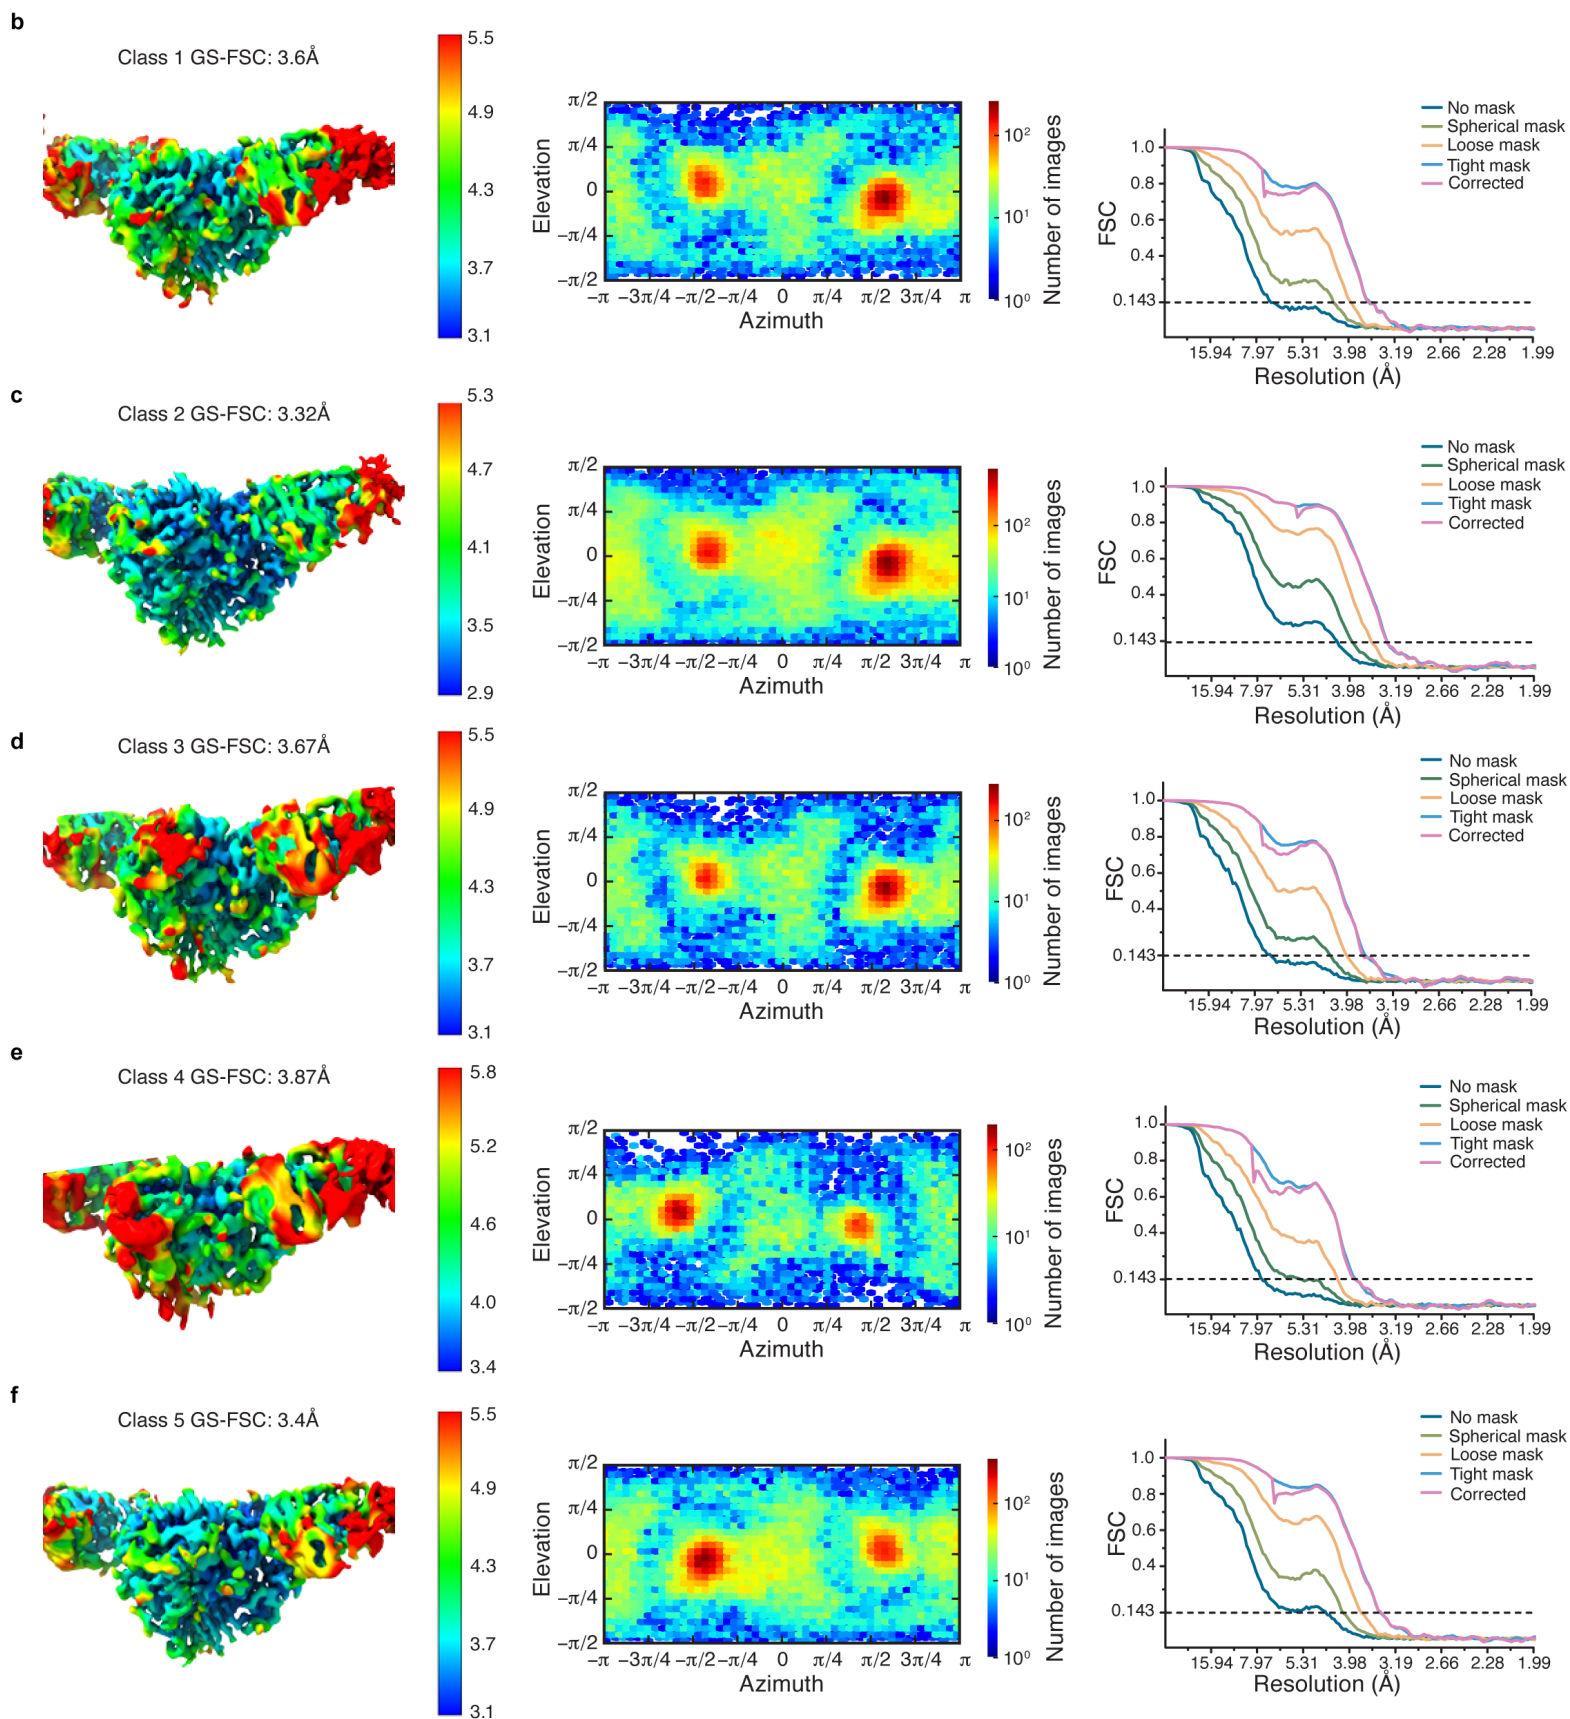 b
Class 1 GS-FSC: 3.6Å
5.5
4.9
4.3
3.7
3.1
Elevation
π/2
π/4
0
−π/4
−π/2
−π −3π/4 −π/2 −π/4 0 π/4 π/2 3π/4 π
Azimuth
10²
10¹
10⁰
Number of images
No mask
Spherical mask
Loose mask
Tight mask
Corrected
FSC
1.0
0.8
0.6
0.4
0.143
15.94 7.97 5.31 3.98 3.19 2.66 2.28 1.99
Resolution (Å)
c
Class 2 GS-FSC: 3.32Å
5.3
4.7
4.1
3.5
2.9
Elevation
π/2
π/4
0
−π/4
−π/2
−π −3π/4 −π/2 −π/4 0 π/4 π/2 3π/4 π
Azimuth
10²
10¹
10⁰
Number of images
No mask
Spherical mask
Loose mask
Tight mask
Corrected
FSC
1.0
0.8
0.6
0.4
0.143
15.94 7.97 5.31 3.98 3.19 2.66 2.28 1.99
Resolution (Å)
d
Class 3 GS-FSC: 3.67Å
5.5
4.9
4.3
3.7
3.1
Elevation
π/2
π/4
0
−π/4
−π/2
−π −3π/4 −π/2 −π/4 0 π/4 π/2 3π/4 π
Azimuth
10²
10¹
10⁰
Number of images
No mask
Spherical mask
Loose mask
Tight mask
Corrected
FSC
1.0
0.8
0.6
0.4
0.143
15.94 7.97 5.31 3.98 3.19 2.66 2.28 1.99
Resolution (Å)
e
Class 4 GS-FSC: 3.87Å
5.8
5.2
4.6
4.0
3.4
Elevation
π/2
π/4
0
−π/4
−π/2
−π −3π/4 −π/2 −π/4 0 π/4 π/2 3π/4 π
Azimuth
10²
10¹
10⁰
Number of images
No mask
Spherical mask
Loose mask
Tight mask
Corrected
FSC
1.0
0.8
0.6
0.4
0.143
15.94 7.97 5.31 3.98 3.19 2.66 2.28 1.99
Resolution (Å)
f
Class 5 GS-FSC: 3.4Å
5.5
4.9
4.3
3.7
3.1
Elevation
π/2
π/4
0
−π/4
−π/2
−π −3π/4 −π/2 −π/4 0 π/4 π/2 3π/4 π
Azimuth
10²
10¹
10⁰
Number of images
No mask
Spherical mask
Loose mask
Tight mask
Corrected
FSC
1.0
0.8
0.6
0.4
0.143
15.94 7.97 5.31 3.98 3.19 2.66 2.28 1.99
Resolution (Å)